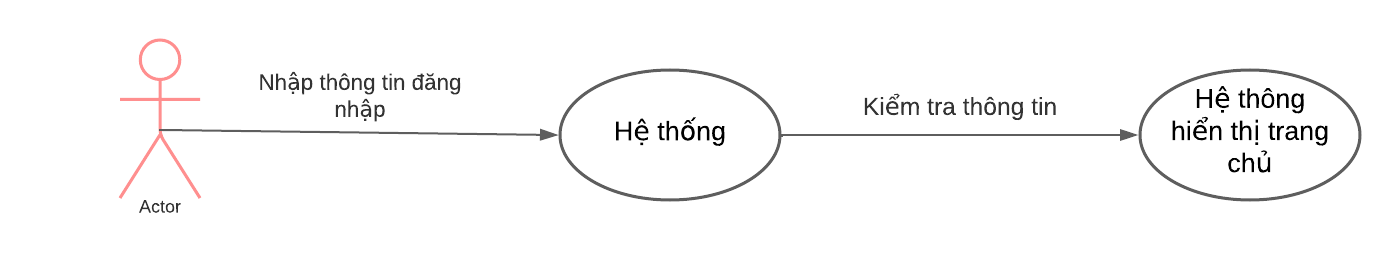 Nhập thông tin đăng
nhập
Hệ thống
Kiểm tra thông tin
Hệ thông
hiển thị trang
chủ
Actor